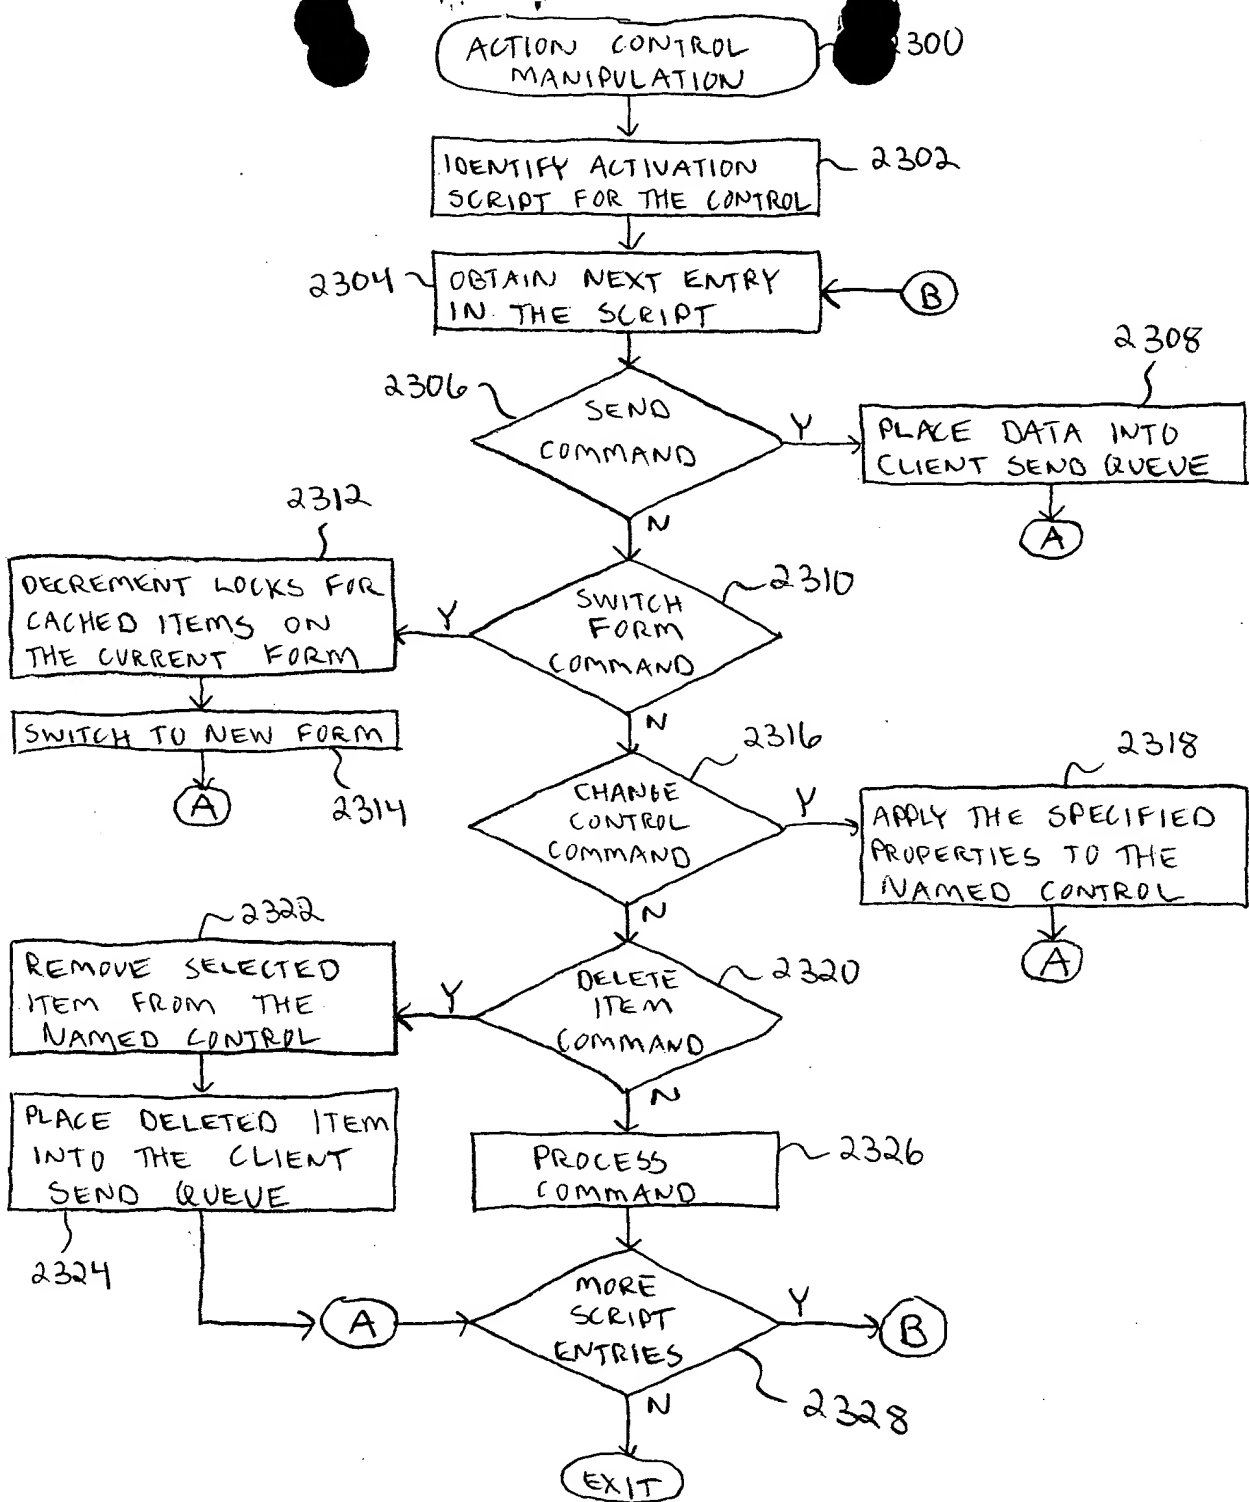 ACTION CONTROL
MANIPULATION
2300
IDENTIFY ACTIVATION
SCRIPT FOR THE CONTROL
2302
2304
OBTAIN NEXT ENTRY
IN THE SCRIPT
B
2306
SEND
COMMAND
Y
N
2308
PLACE DATA INTO
CLIENT SEND QUEUE
A
2310
SWITCH
FORM
COMMAND
Y
N
2312
DECREMENT LOCKS FOR
CACHED ITEMS ON
THE CURRENT FORM
SWITCH TO NEW FORM
2314
A
2316
CHANGE
CONTROL
COMMAND
Y
N
2318
APPLY THE SPECIFIED
PROPERTIES TO THE
NAMED CONTROL
A
2320
DELETE
ITEM
COMMAND
Y
N
2322
REMOVE SELECTED
ITEM FROM THE
NAMED CONTROL
PLACE DELETED ITEM
INTO THE CLIENT
SEND QUEUE
2324
PROCESS
COMMAND
2326
A
MORE
SCRIPT
ENTRIES
Y
B
2328
N
EXIT